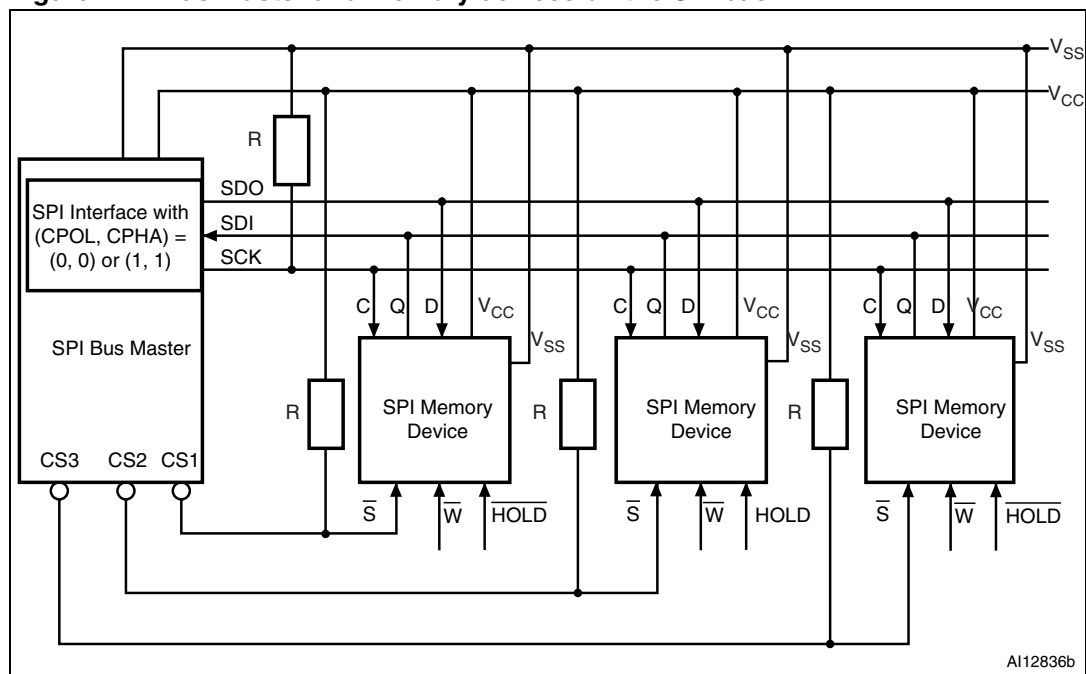 V_SS
V_CC
R
SDO
SPI Interface with
(CPOL, CPHA) =
(0, 0) or (1, 1)
SDI
SCK
C Q D V_CC V_SS
C Q D V_CC V_SS
C Q D V_CC V_SS
SPI Bus Master
R
SPI Memory
Device
R
SPI Memory
Device
R
SPI Memory
Device
CS3 CS2 CS1
S̅ W̅ H̅O̅L̅D̅
S̅ W̅ HOLD
S̅ W̅ H̅O̅L̅D̅
AI12836b